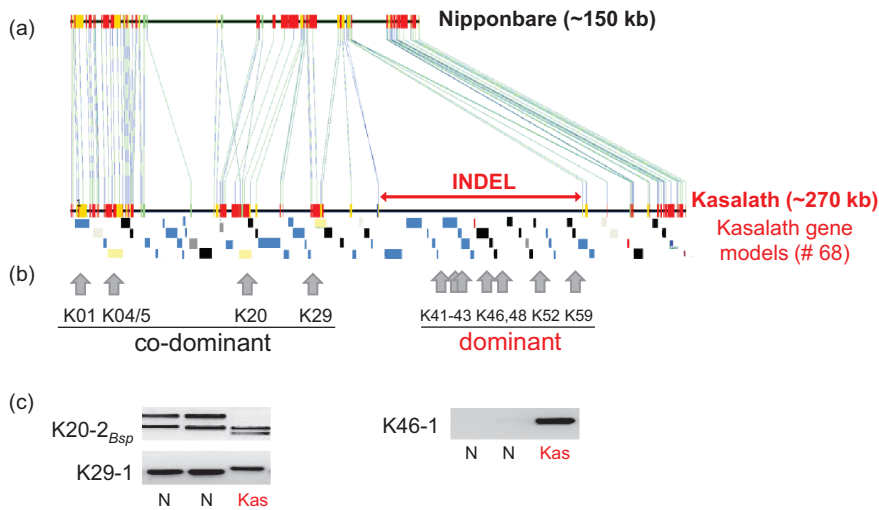 (a)
Nipponbare (~150 kb)
INDEL
1
Kasalath (~270 kb)
Kasalath gene
models (# 68)
(b)
K01 K04/5 K20 K29 K41-43 K46,48 K52 K59
co-dominant dominant
(c)
K20-2Bsp
K29-1
N N Kas
K46-1
N N Kas